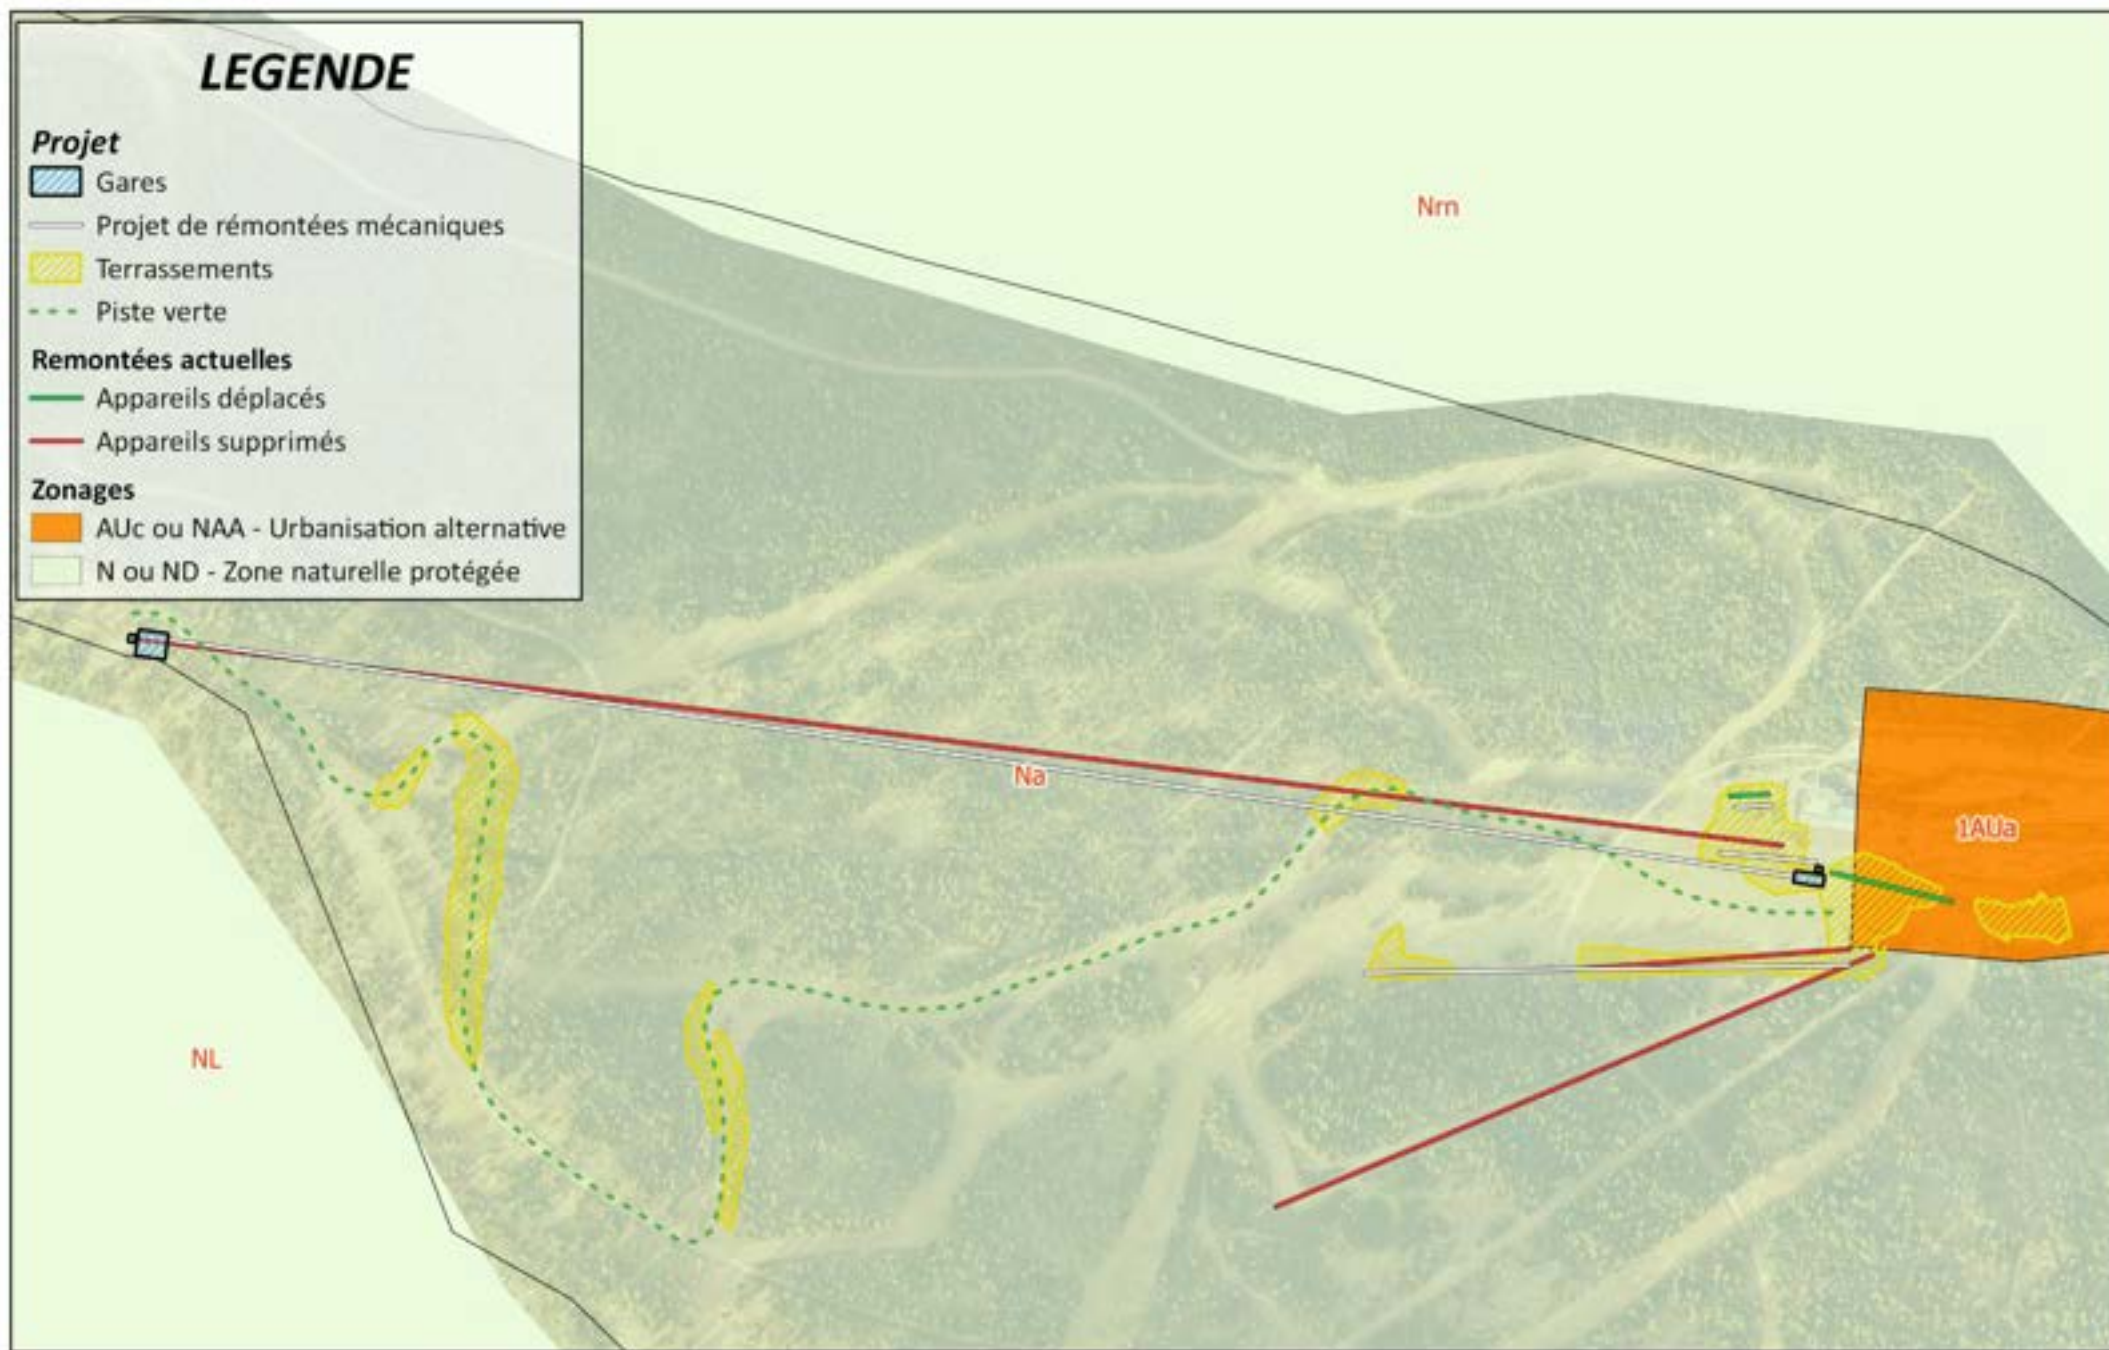 LEGENDE
Projet
Gares
Projet de rémontées mécaniques
Terrassements
Piste verte
Remontées actuelles
Appareils déplacés
Appareils supprimés
Zonages
AUc ou NAA - Urbanisation alternative
N ou ND - Zone naturelle protégée
Nrn
Na
1AUa
NL